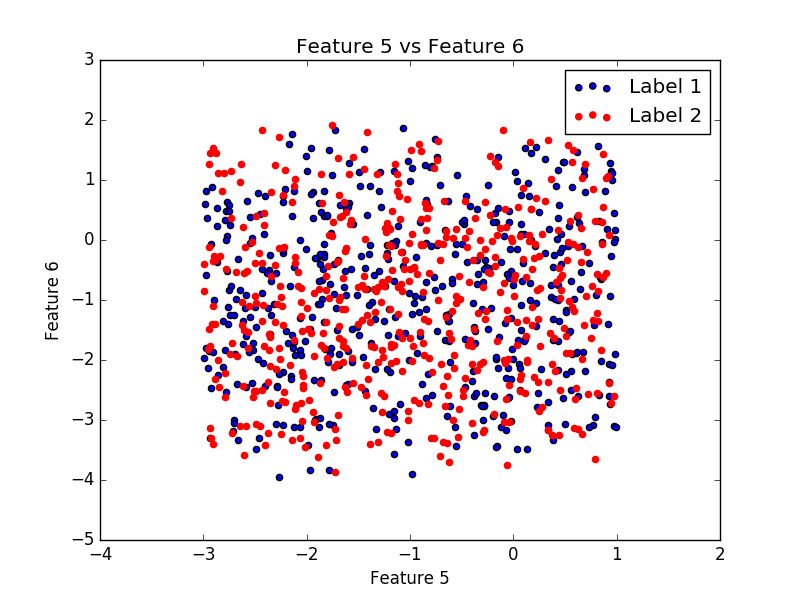 Feature 5 vs Feature 6
Label 1
Label 2
3
2
1
0
−1
−2
−3
−4
−5
Feature 6
−4 −3 −2 −1 0 1 2
Feature 5